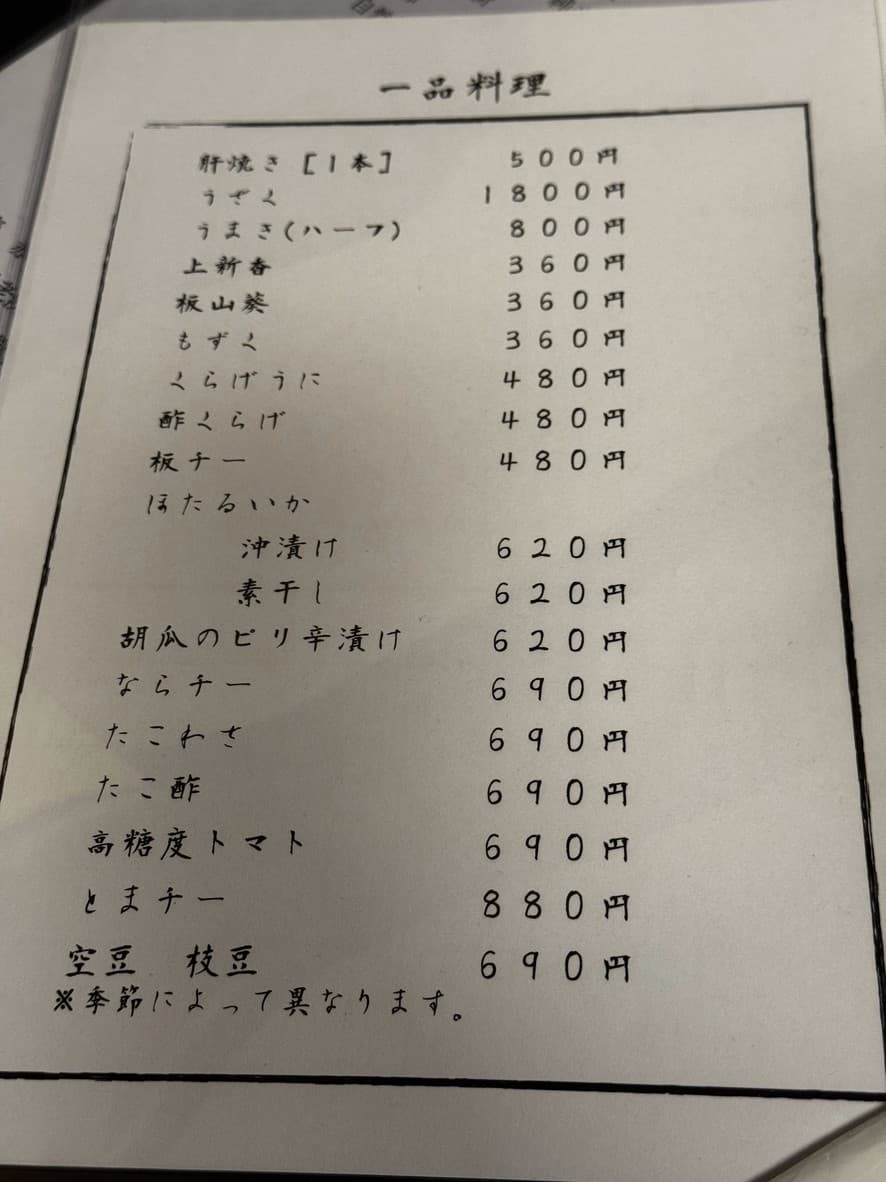 一品料理
肝焼き[1本] 500円
うざく 1800円
うまき(ハーフ) 800円
上新香 360円
板山葵 360円
もずく 360円
くらげうに 480円
酢くらげ 480円
板チー 480円
ほたるいか
沖漬け 620円
素干し 620円
胡瓜のピリ辛漬け 620円
ならチー 690円
たこわさ 690円
たこ酢 690円
高糖度トマト 690円
とまチー 880円
空豆 枝豆 690円
※季節によって異なります。